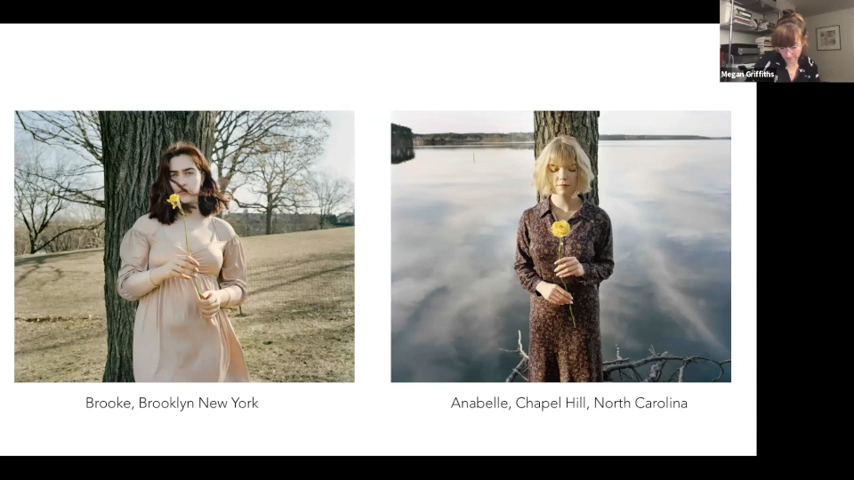 Megan Griffiths
Brooke, Brooklyn New York
Anabelle, Chapel Hill, North Carolina